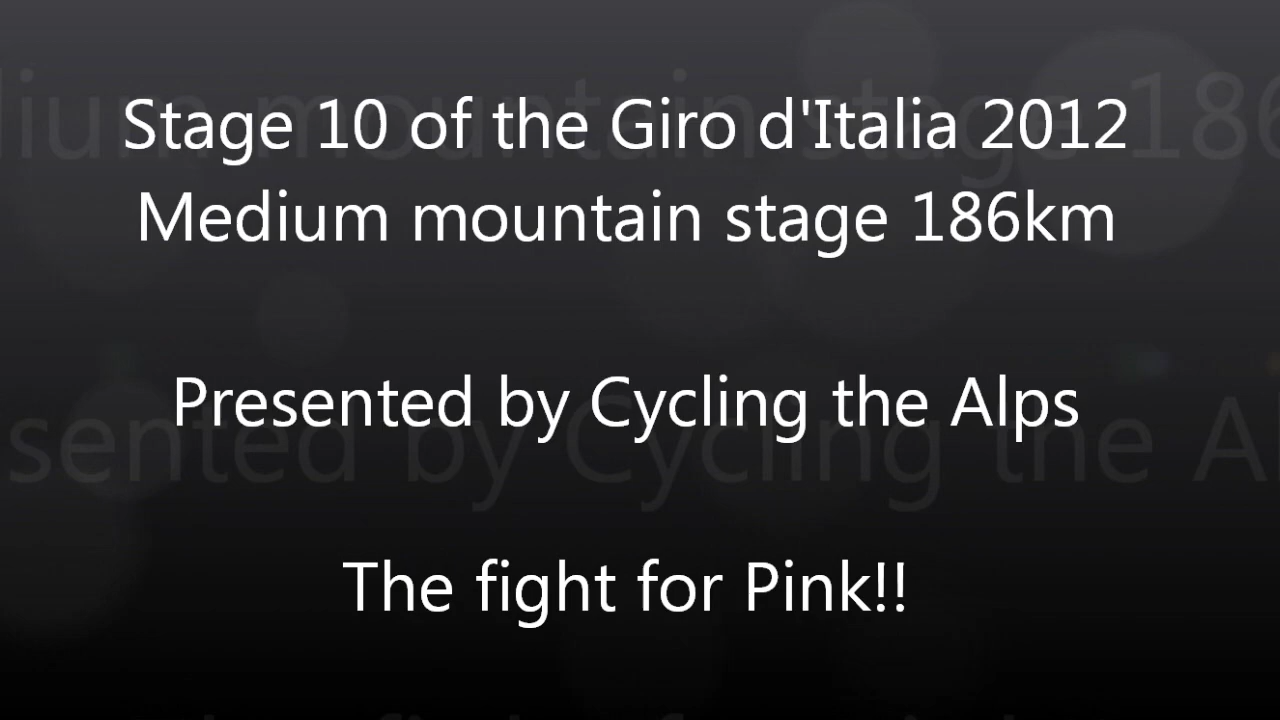 Stage 10 of the Giro d'Italia 2012
Medium mountain stage 186km
Presented by Cycling the Alps
The fight for Pink!!